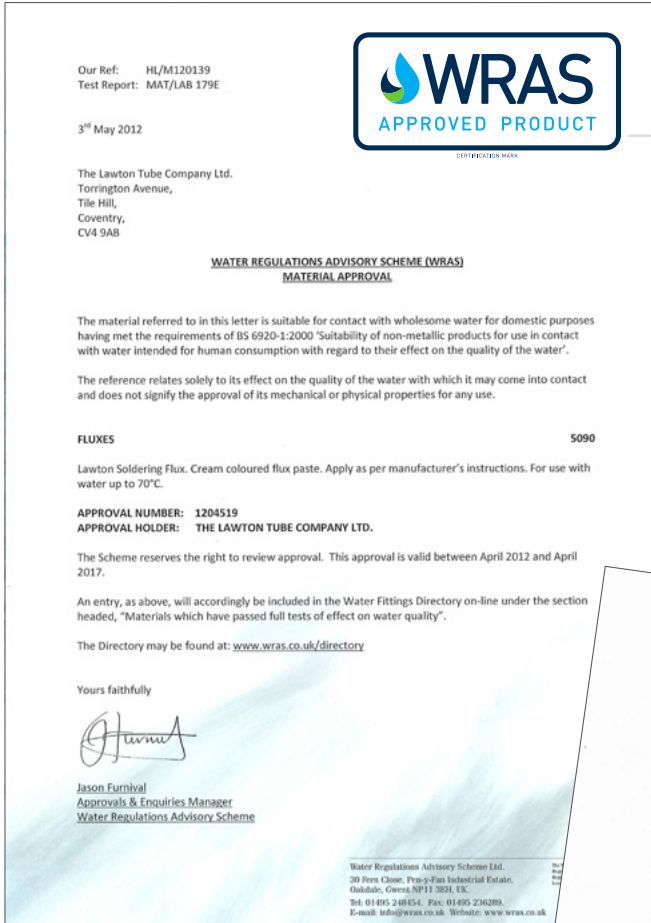 WRAS
APPROVED PRODUCT
CERTIFICATION MARK
Our Ref: HL/M120139
Test Report: MAT/LAB 179E
3rd May 2012
The Lawton Tube Company Ltd.
Torrington Avenue,
Tile Hill,
Coventry,
CV4 9AB
WATER REGULATIONS ADVISORY SCHEME (WRAS)
MATERIAL APPROVAL
The material referred to in this letter is suitable for contact with wholesome water for domestic purposes
having met the requirements of BS 6920-1:2000 ‘Suitability of non-metallic products for use in contact
with water intended for human consumption with regard to their effect on the quality of the water’.
The reference relates solely to its effect on the quality of the water with which it may come into contact
and does not signify the approval of its mechanical or physical properties for any use.
FLUXES 5090
Lawton Soldering Flux. Cream coloured flux paste. Apply as per manufacturer’s instructions. For use with
water up to 70°C.
APPROVAL NUMBER: 1204519
APPROVAL HOLDER: THE LAWTON TUBE COMPANY LTD.
The Scheme reserves the right to review approval. This approval is valid between April 2012 and April
2017.
An entry, as above, will accordingly be included in the Water Fittings Directory on-line under the section
headed, “Materials which have passed full tests of effect on water quality”.
The Directory may be found at: www.wras.co.uk/directory
Yours faithfully
Jason Furnival
Approvals & Enquiries Manager
Water Regulations Advisory Scheme
Water Regulations Advisory Scheme Ltd.
30 Fern Close, Pen-y-Fan Industrial Estate,
Oakdale, Gwent NP11 3EH, UK.
Tel: 01495 248454. Fax: 01495 236289.
E-mail: info@wras.co.uk Website: www.wras.co.uk